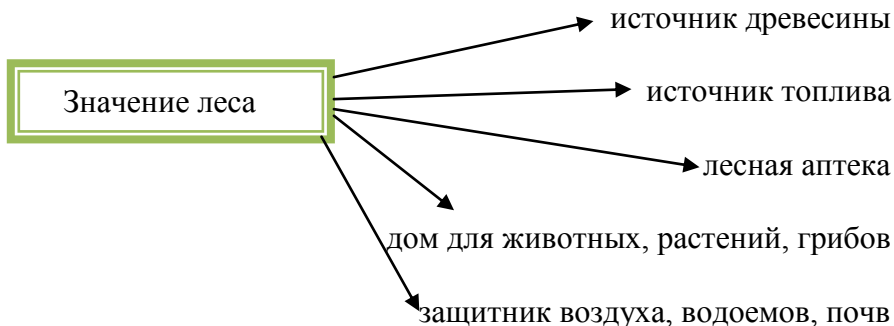 источник древесины
источник топлива
Значение леса
лесная аптека
дом для животных, растений, грибов
защитник воздуха, водоемов, почв